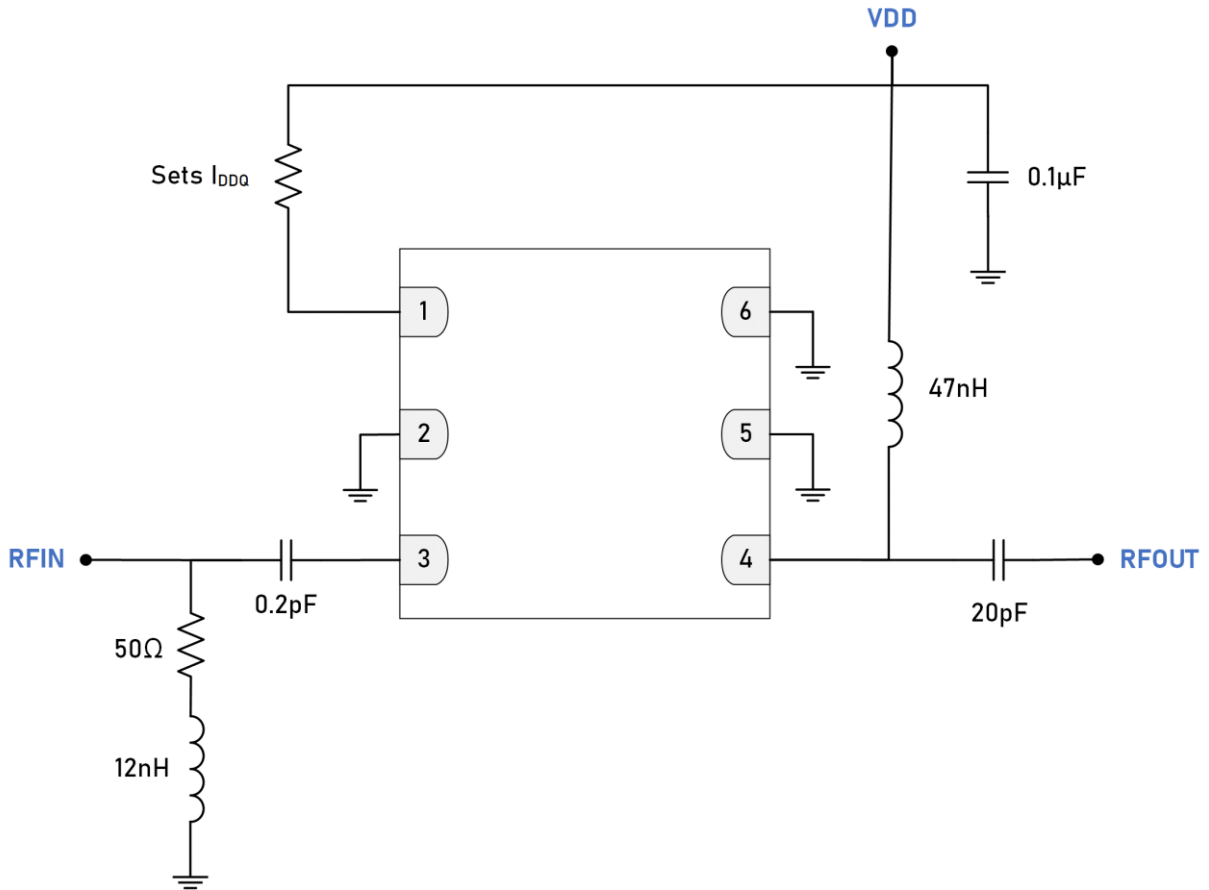 VDD
Sets IDDQ
0.1µF
1
6
47nH
2
5
RFIN
3
4
RFOUT
0.2pF
20pF
50Ω
12nH